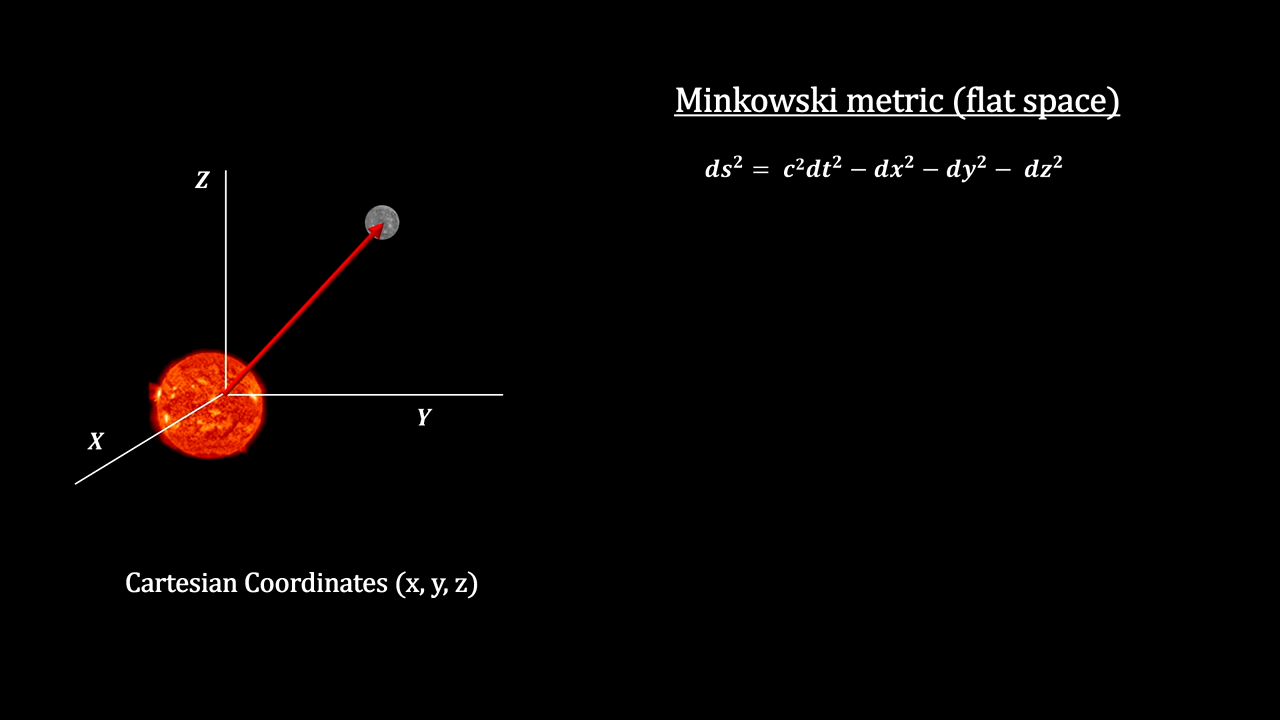 Minkowski metric (flat space)
ds² = c²dt² − dx² − dy² − dz²
Z
Y
X
Cartesian Coordinates (x, y, z)